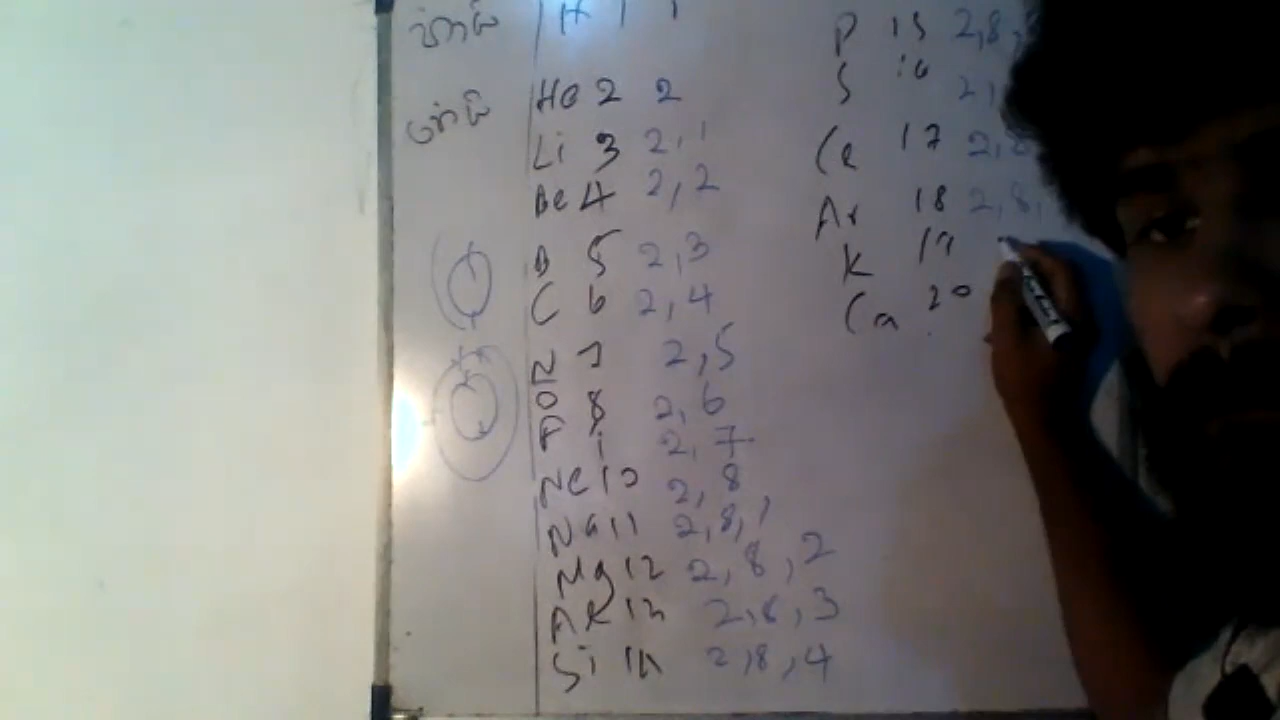 H 1 1
He 2 2
Li 3 2,1
Be 4 2,2
B 5 2,3
C 6 2,4
N 7 2,5
O 8 2,6
F 2,7
Ne 10 2,8
Na 11 2,8,1
Mg 12 2,8,2
Al 13 2,8,3
Si 14 2,8,4
P 15 2,8,
S 16 2,
Cl 17 2,8
Ar 18 2,8,
K 19
Ca 20